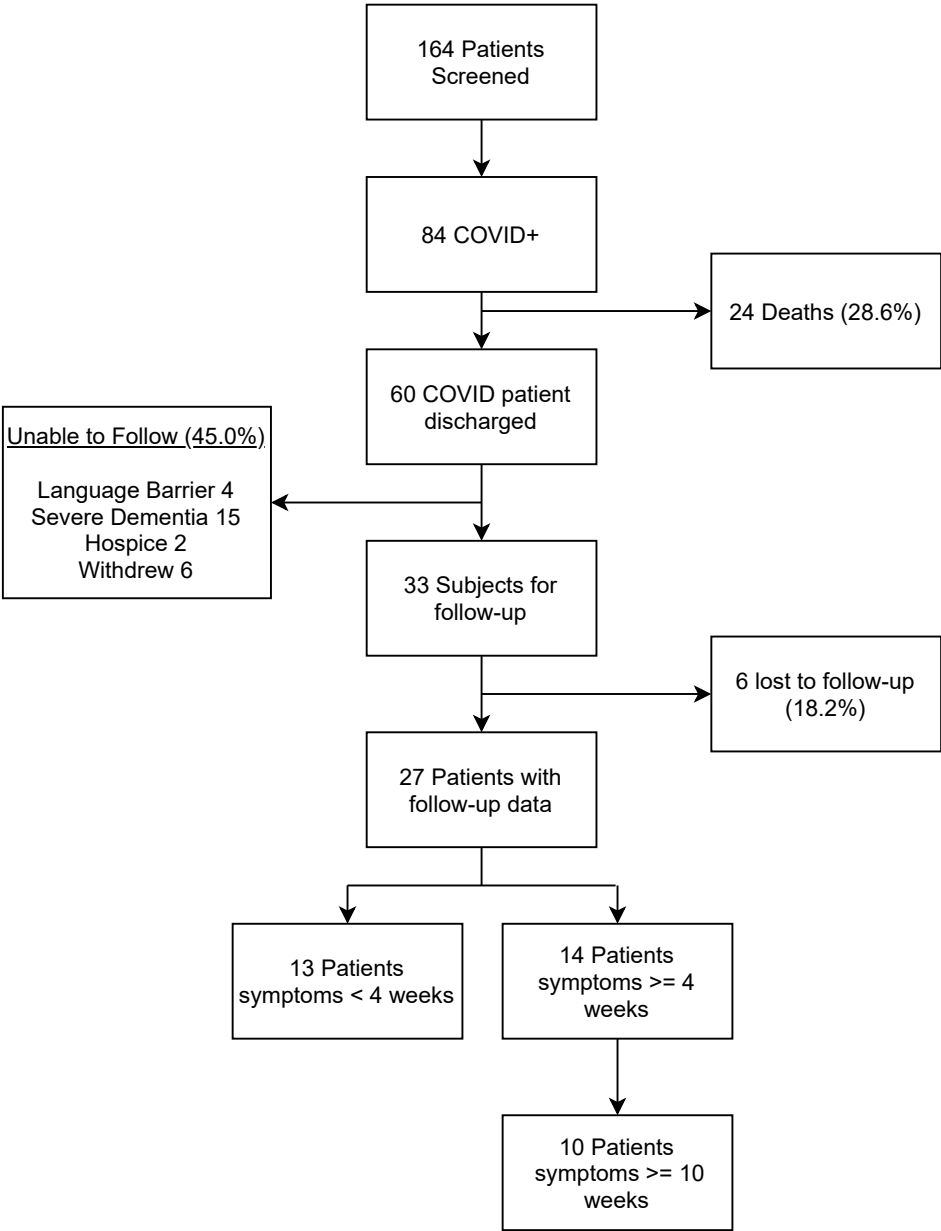 164 Patients
Screened
84 COVID+
24 Deaths (28.6%)
60 COVID patient
discharged
Unable to Follow (45.0%)
Language Barrier 4
Severe Dementia 15
Hospice 2
Withdrew 6
33 Subjects for
follow-up
6 lost to follow-up
(18.2%)
27 Patients with
follow-up data
13 Patients
symptoms < 4 weeks
14 Patients
symptoms >= 4
weeks
10 Patients
symptoms >= 10
weeks